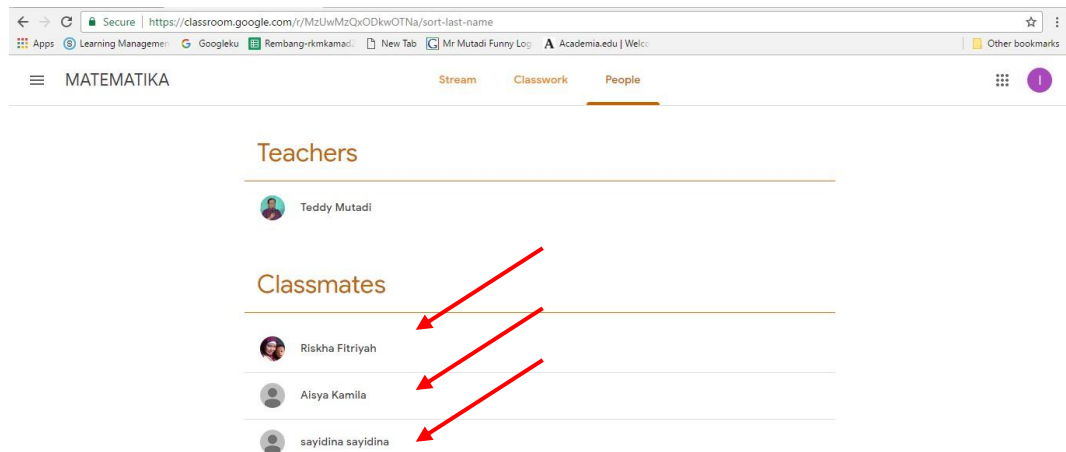 Secure | https://classroom.google.com/r/MzUwMzQxODkwOTNa/sort-last-name
Apps Learning Managemen Googleku Rembang-rkmkamad New Tab Mr Mutadi Funny Log Academia.edu | Welc Other bookmarks
MATEMATIKA Stream Classwork People I
Teachers
Teddy Mutadi
Classmates
Riskha Fitriyah
Aisya Kamila
sayidina sayidina